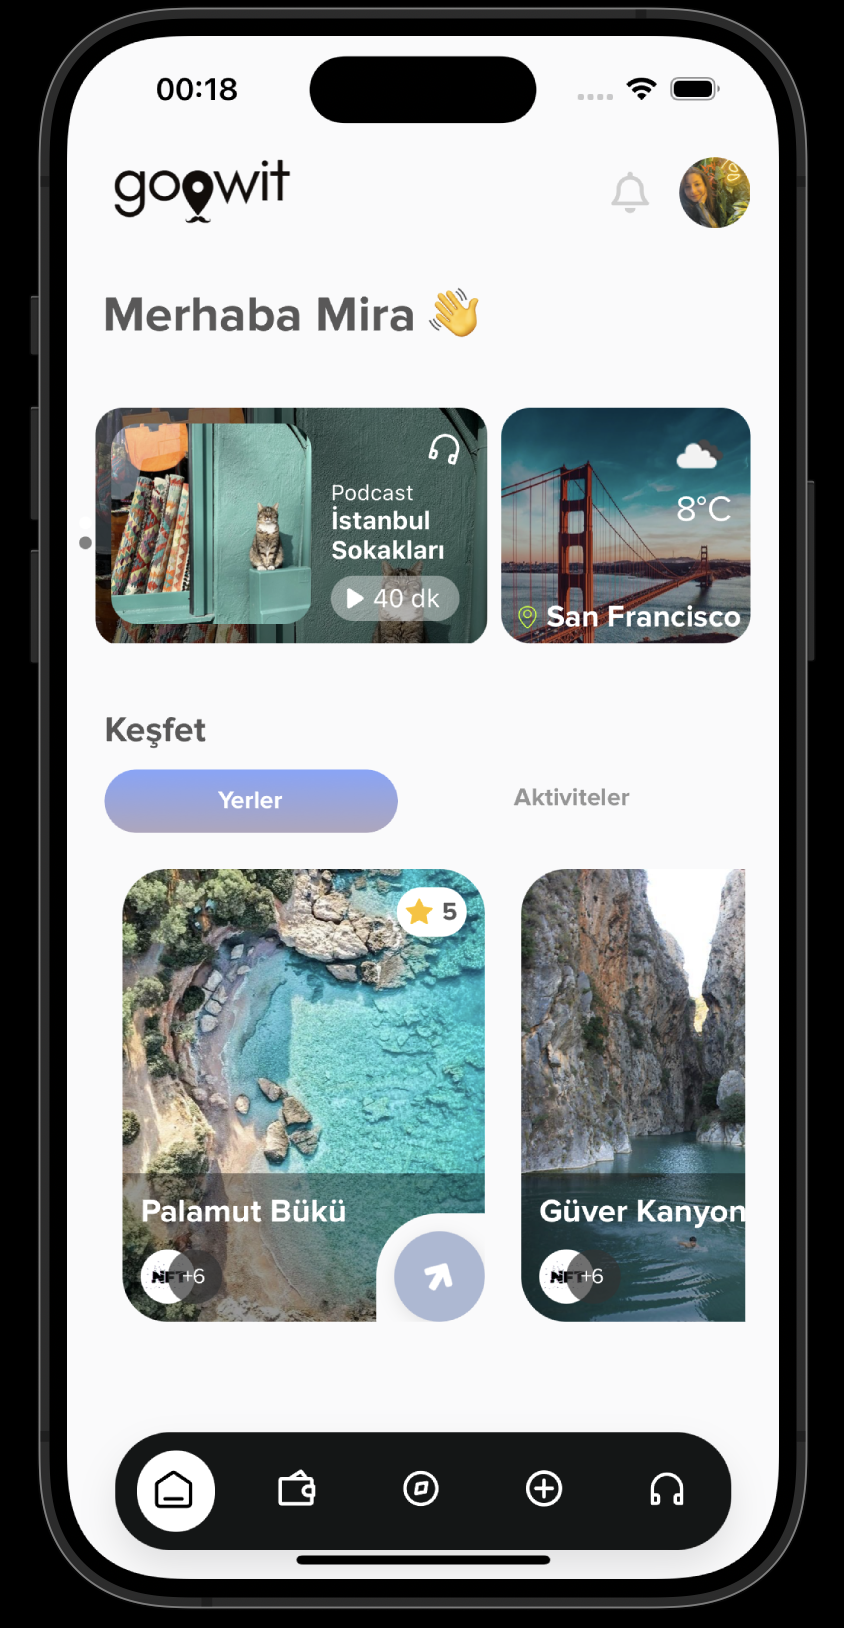 00:18
goowit
Merhaba Mira 👋
Podcast
İstanbul
Sokakları
40 dk
8°C
San Francisco
Keşfet
Yerler
Aktiviteler
5
Palamut Bükü
NFT+6
Güver Kanyon
NFT+6